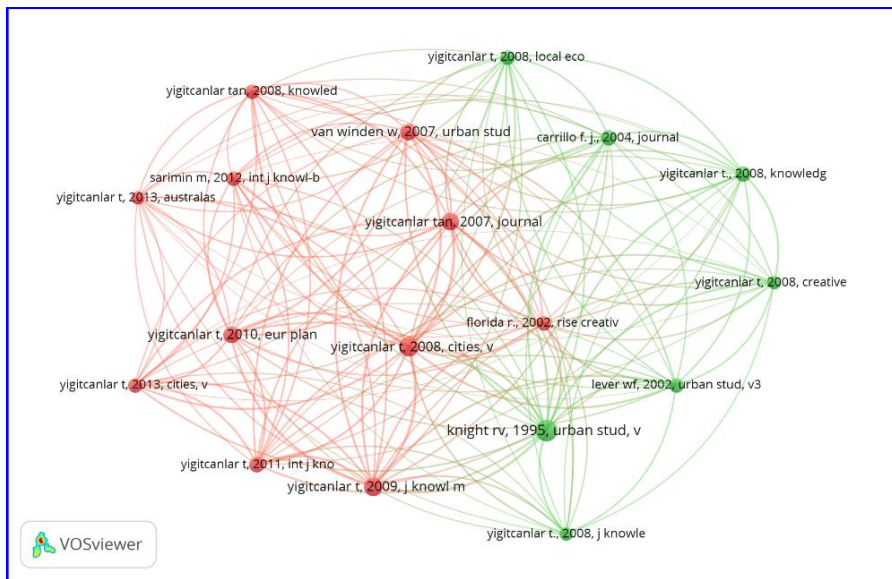 yigitcanlar t, 2008, local eco
yigitcanlar tan, 2008, knowled
van winden w, 2007, urban stud
carrillo f. j., 2004, journal
yigitcanlar t., 2008, knowledg
sarimin m, 2012, int j knowl-b
yigitcanlar t, 2013, australas
yigitcanlar tan, 2007, journal
yigitcanlar t, 2008, creative
florida r., 2002, rise creativ
yigitcanlar t, 2010, eur plan
yigitcanlar t, 2008, cities, v
yigitcanlar t, 2013, cities, v
lever wf, 2002, urban stud, v3
knight rv, 1995, urban stud, v
yigitcanlar t, 2011, int j kno
yigitcanlar t, 2009, j knowl m
yigitcanlar t., 2008, j knowle
VOSviewer